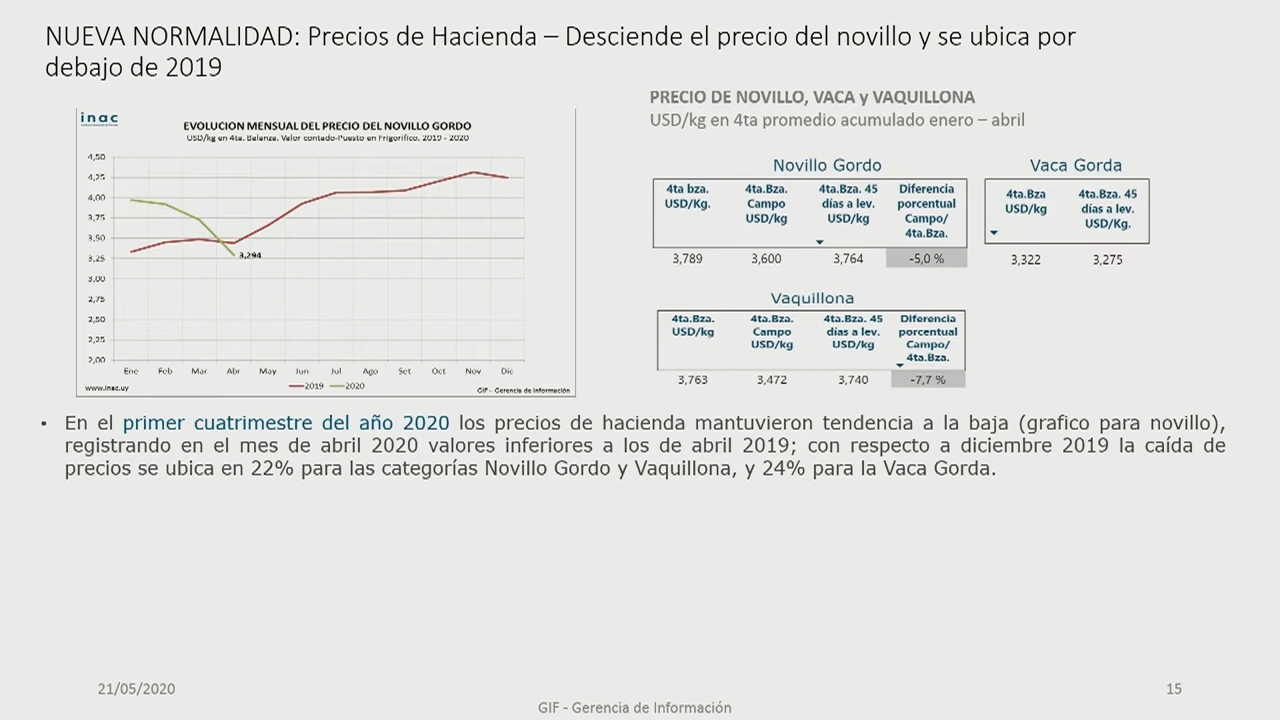 NUEVA NORMALIDAD: Precios de Hacienda – Desciende el precio del novillo y se ubica por
debajo de 2019
inac
EVOLUCION MENSUAL DEL PRECIO DEL NOVILLO GORDO
USD/kg en 4ta. Balanza. Valor contado-Puesto en Frigorífico. 2019 - 2020
4,50
4,25
4,00
3,75
3,50
3,25
3,00
2,75
2,50
2,25
2,00
3,294
Ene Feb Mar Abr May Jun Jul Ago Set Oct Nov Dic
2019 2020
www.inac.uy
GIF - Gerencia de Información
PRECIO DE NOVILLO, VACA y VAQUILLONA
USD/kg en 4ta promedio acumulado enero – abril
Novillo Gordo
4ta bza. 4ta.Bza. 4ta.Bza. 45 Diferencia
USD/Kg. Campo días a lev. porcentual
USD/kg USD/kg Campo/
4ta.Bza.
3,789 3,600 3,764 -5,0 %
Vaca Gorda
4ta.Bza 4ta.Bza. 45
USD/kg días a lev.
USD/Kg.
3,322 3,275
Vaquillona
4ta.Bza. 4ta.Bza. 4ta.Bza. 45 Diferencia
USD/kg Campo días a lev. porcentual
USD/kg USD/kg Campo/
4ta.Bza.
3,763 3,472 3,740 -7,7 %
• En el primer cuatrimestre del año 2020 los precios de hacienda mantuvieron tendencia a la baja (grafico para novillo),
registrando en el mes de abril 2020 valores inferiores a los de abril 2019; con respecto a diciembre 2019 la caída de
precios se ubica en 22% para las categorías Novillo Gordo y Vaquillona, y 24% para la Vaca Gorda.
21/05/2020
GIF - Gerencia de Información
15